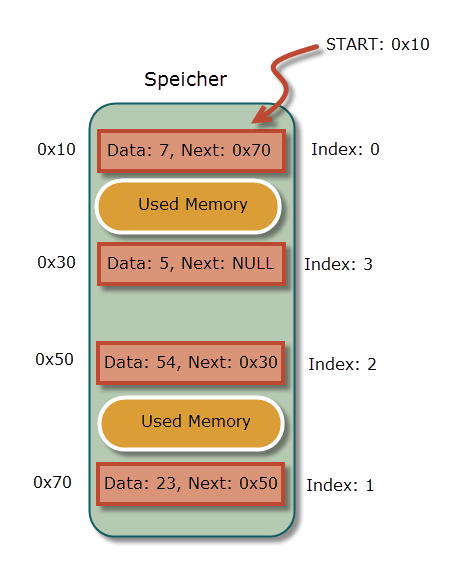 START: 0x10
Speicher
0x10
Data: 7, Next: 0x70
Index: 0
Used Memory
0x30
Data: 5, Next: NULL
Index: 3
0x50
Data: 54, Next: 0x30
Index: 2
Used Memory
0x70
Data: 23, Next: 0x50
Index: 1